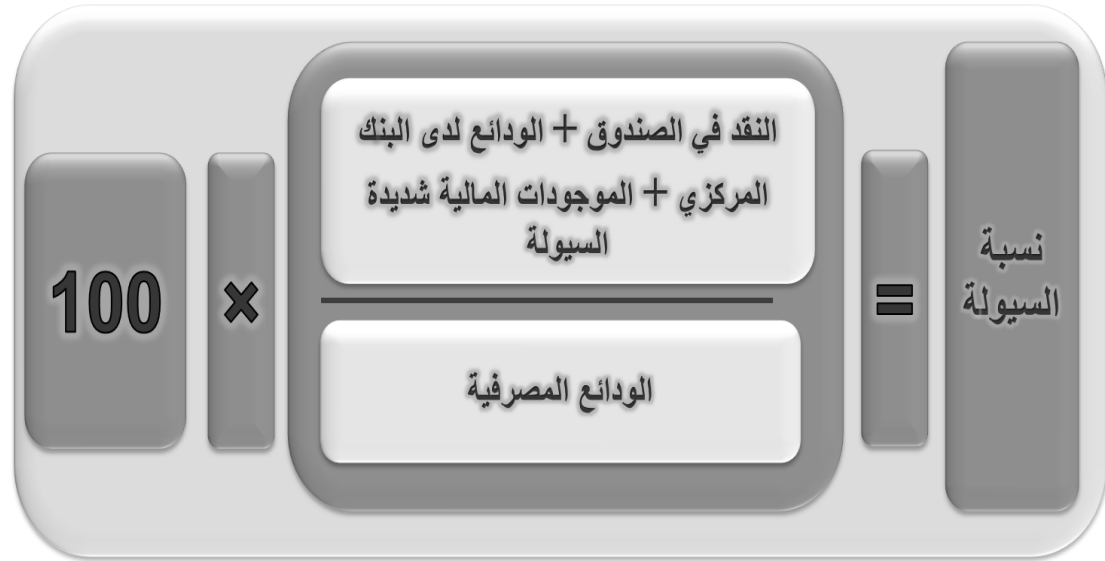 نسبة
السيولة
=
النقد في الصندوق + الودائع لدى البنك
المركزي + الموجودات المالية شديدة
السيولة
الودائع المصرفية
×
100